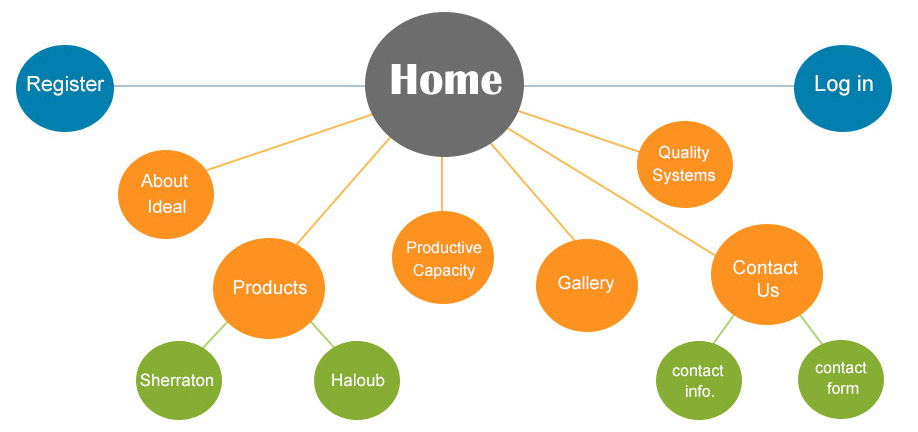 Home
Register
Log in
About
Ideal
Products
Productive
Capacity
Gallery
Quality
Systems
Contact
Us
Sherraton
Haloub
contact
info.
contact
form